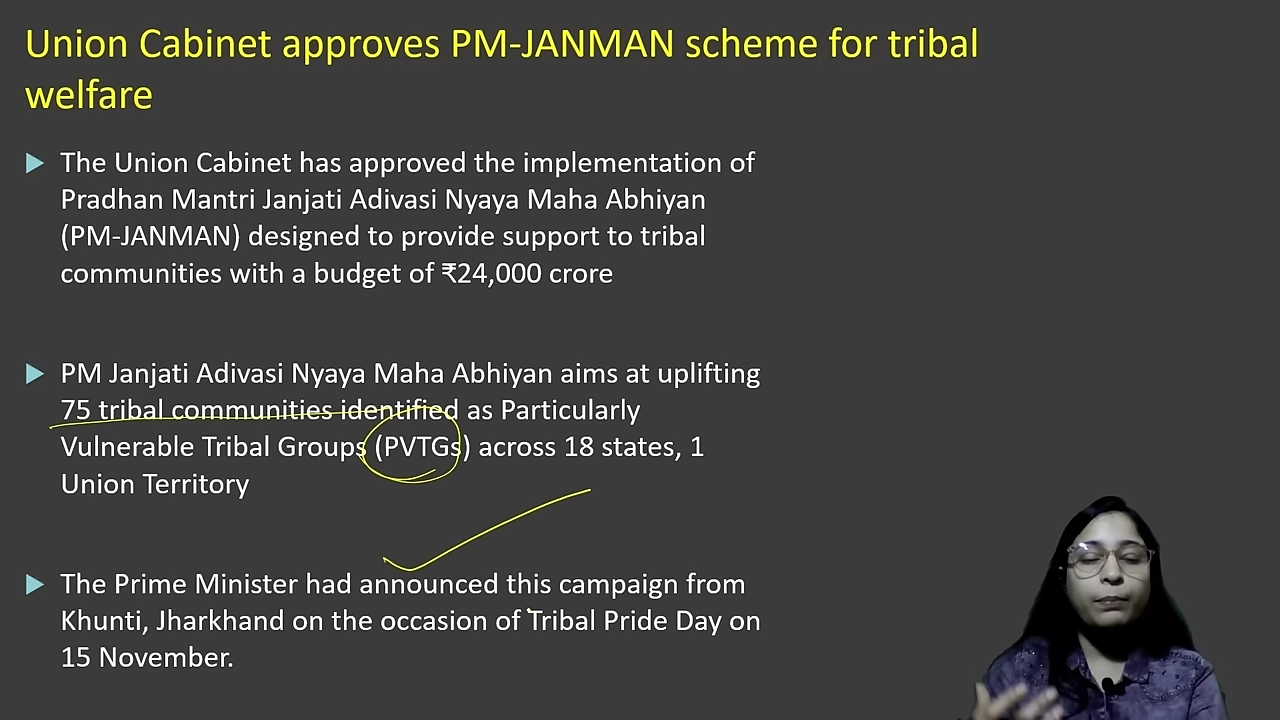 Union Cabinet approves PM-JANMAN scheme for tribal
welfare
The Union Cabinet has approved the implementation of
Pradhan Mantri Janjati Adivasi Nyaya Maha Abhiyan
(PM-JANMAN) designed to provide support to tribal
communities with a budget of ₹24,000 crore
PM Janjati Adivasi Nyaya Maha Abhiyan aims at uplifting
75 tribal communities identified as Particularly
Vulnerable Tribal Groups (PVTGs) across 18 states, 1
Union Territory
The Prime Minister had announced this campaign from
Khunti, Jharkhand on the occasion of Tribal Pride Day on
15 November.